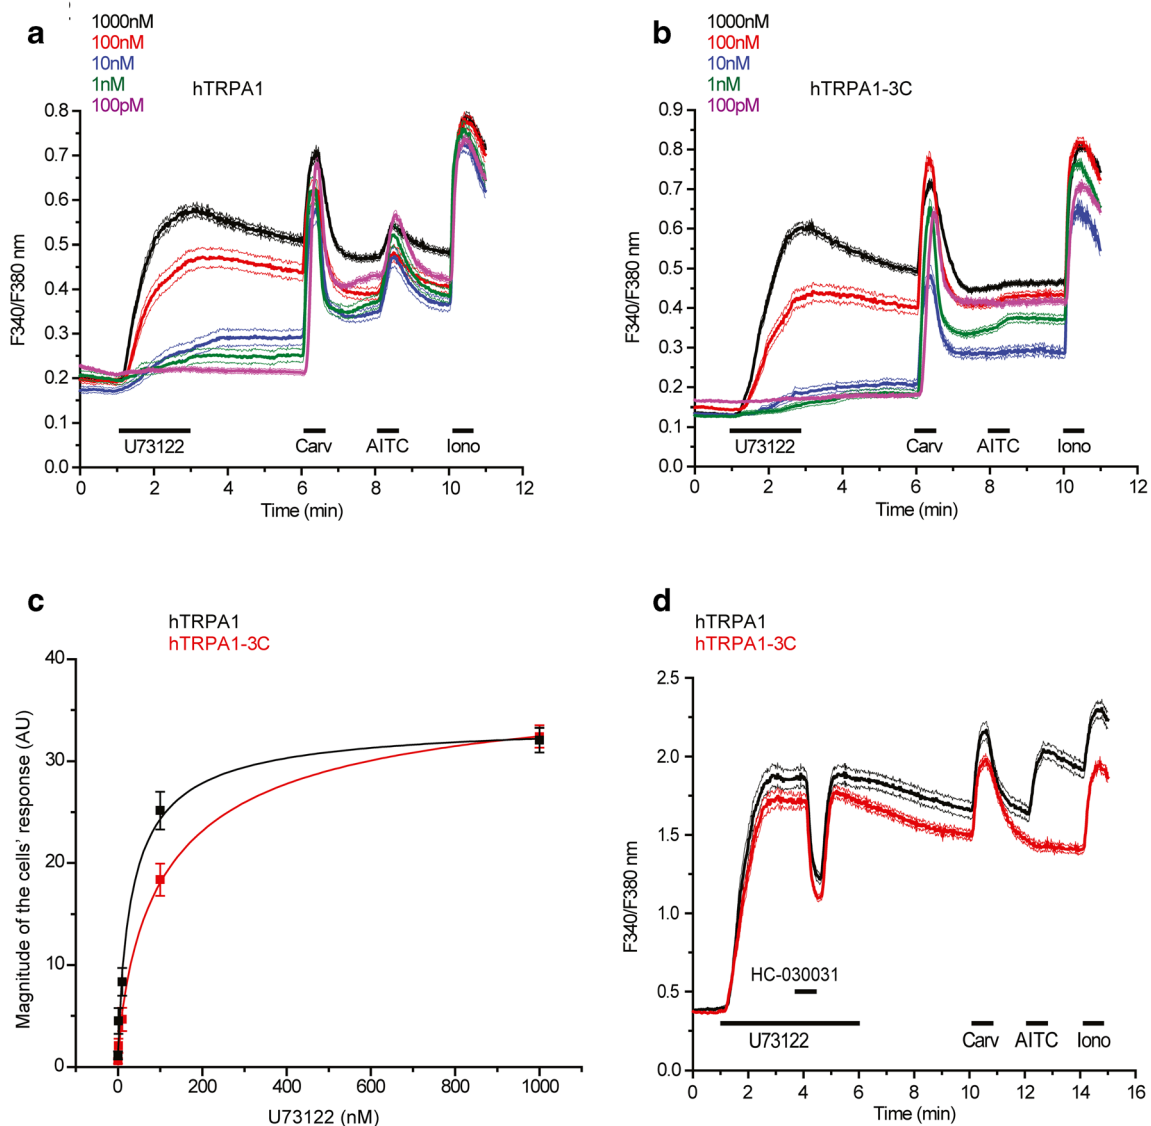 a
1000nM
100nM
10nM
1nM
100pM
hTRPA1
0.8
0.7
0.6
0.5
0.4
0.3
0.2
0.1
0.0
F340/F380 nm
U73122
Carv
AITC
Iono
0 2 4 6 8 10 12
Time (min)
b
1000nM
100nM
10nM
1nM
100pM
hTRPA1-3C
0.9
0.8
0.7
0.6
0.5
0.4
0.3
0.2
0.1
0.0
F340/F380 nm
U73122
Carv
AITC
Iono
0 2 4 6 8 10 12
Time (min)
c
hTRPA1
hTRPA1-3C
40
30
20
10
0
Magnitude of the cells' response (AU)
0 200 400 600 800 1000
U73122 (nM)
d
hTRPA1
hTRPA1-3C
2.5
2.0
1.5
1.0
0.5
0.0
F340/F380 nm
HC-030031
U73122
Carv
AITC
Iono
0 2 4 6 8 10 12 14 16
Time (min)